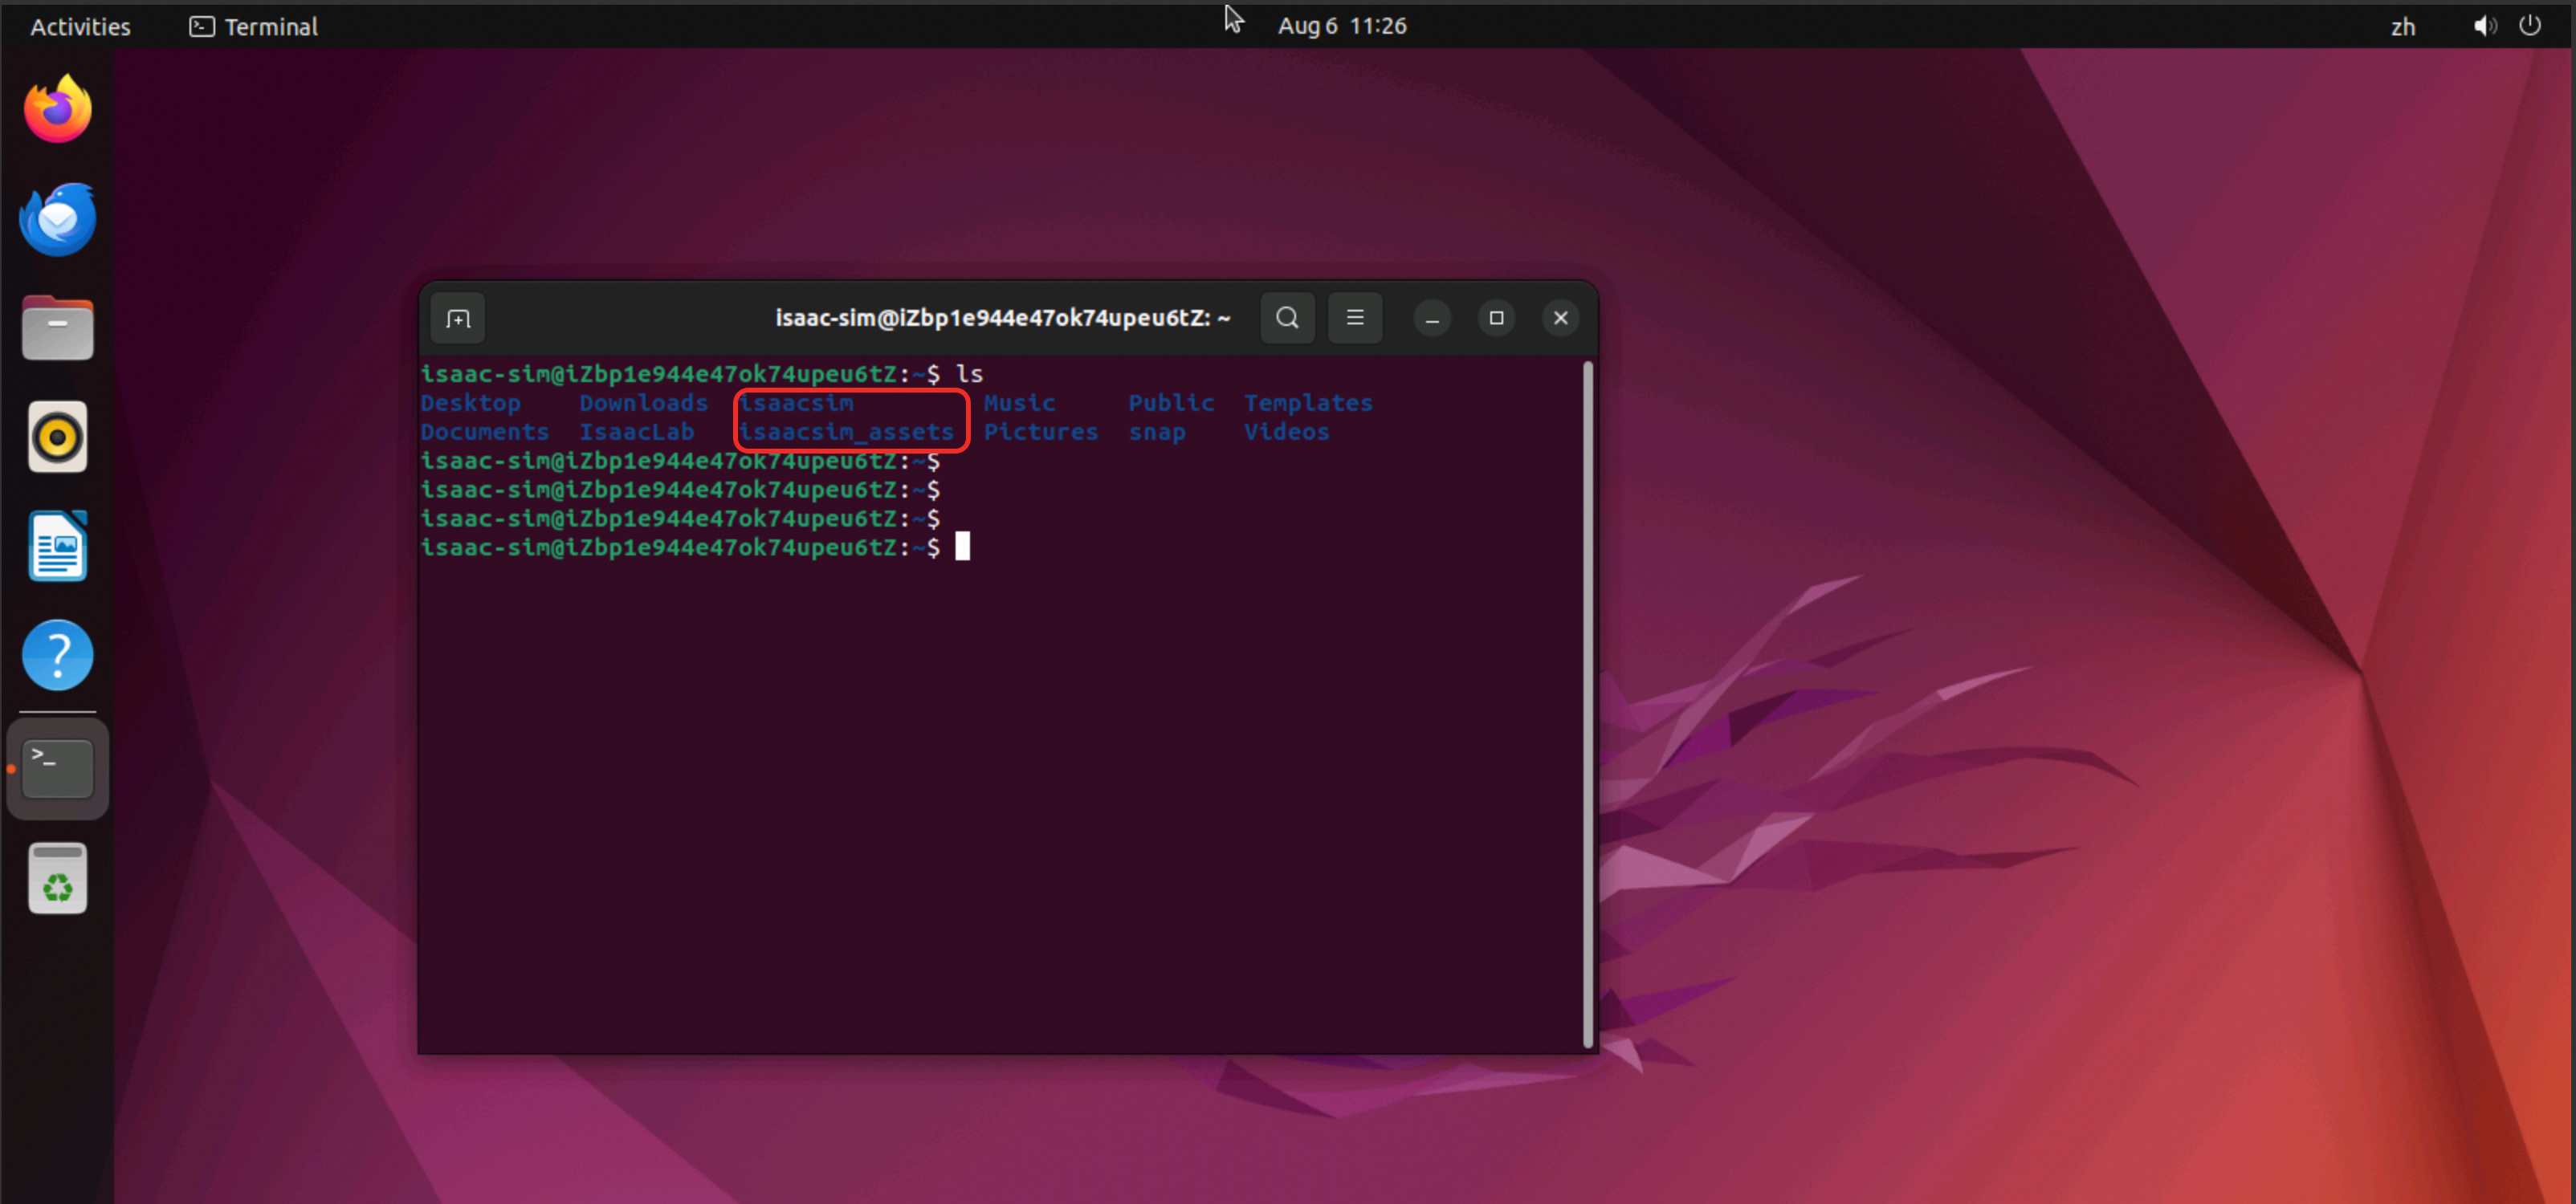 Activities Terminal Aug 6 11:26 zh
isaac-sim@iZbp1e944e47ok74upeu6tZ: ~
isaac-sim@iZbp1e944e47ok74upeu6tZ:~$ ls
Desktop Downloads isaacsim Music Public Templates
Documents IsaacLab isaacsim_assets Pictures snap Videos
isaac-sim@iZbp1e944e47ok74upeu6tZ:~$
isaac-sim@iZbp1e944e47ok74upeu6tZ:~$
isaac-sim@iZbp1e944e47ok74upeu6tZ:~$
isaac-sim@iZbp1e944e47ok74upeu6tZ:~$